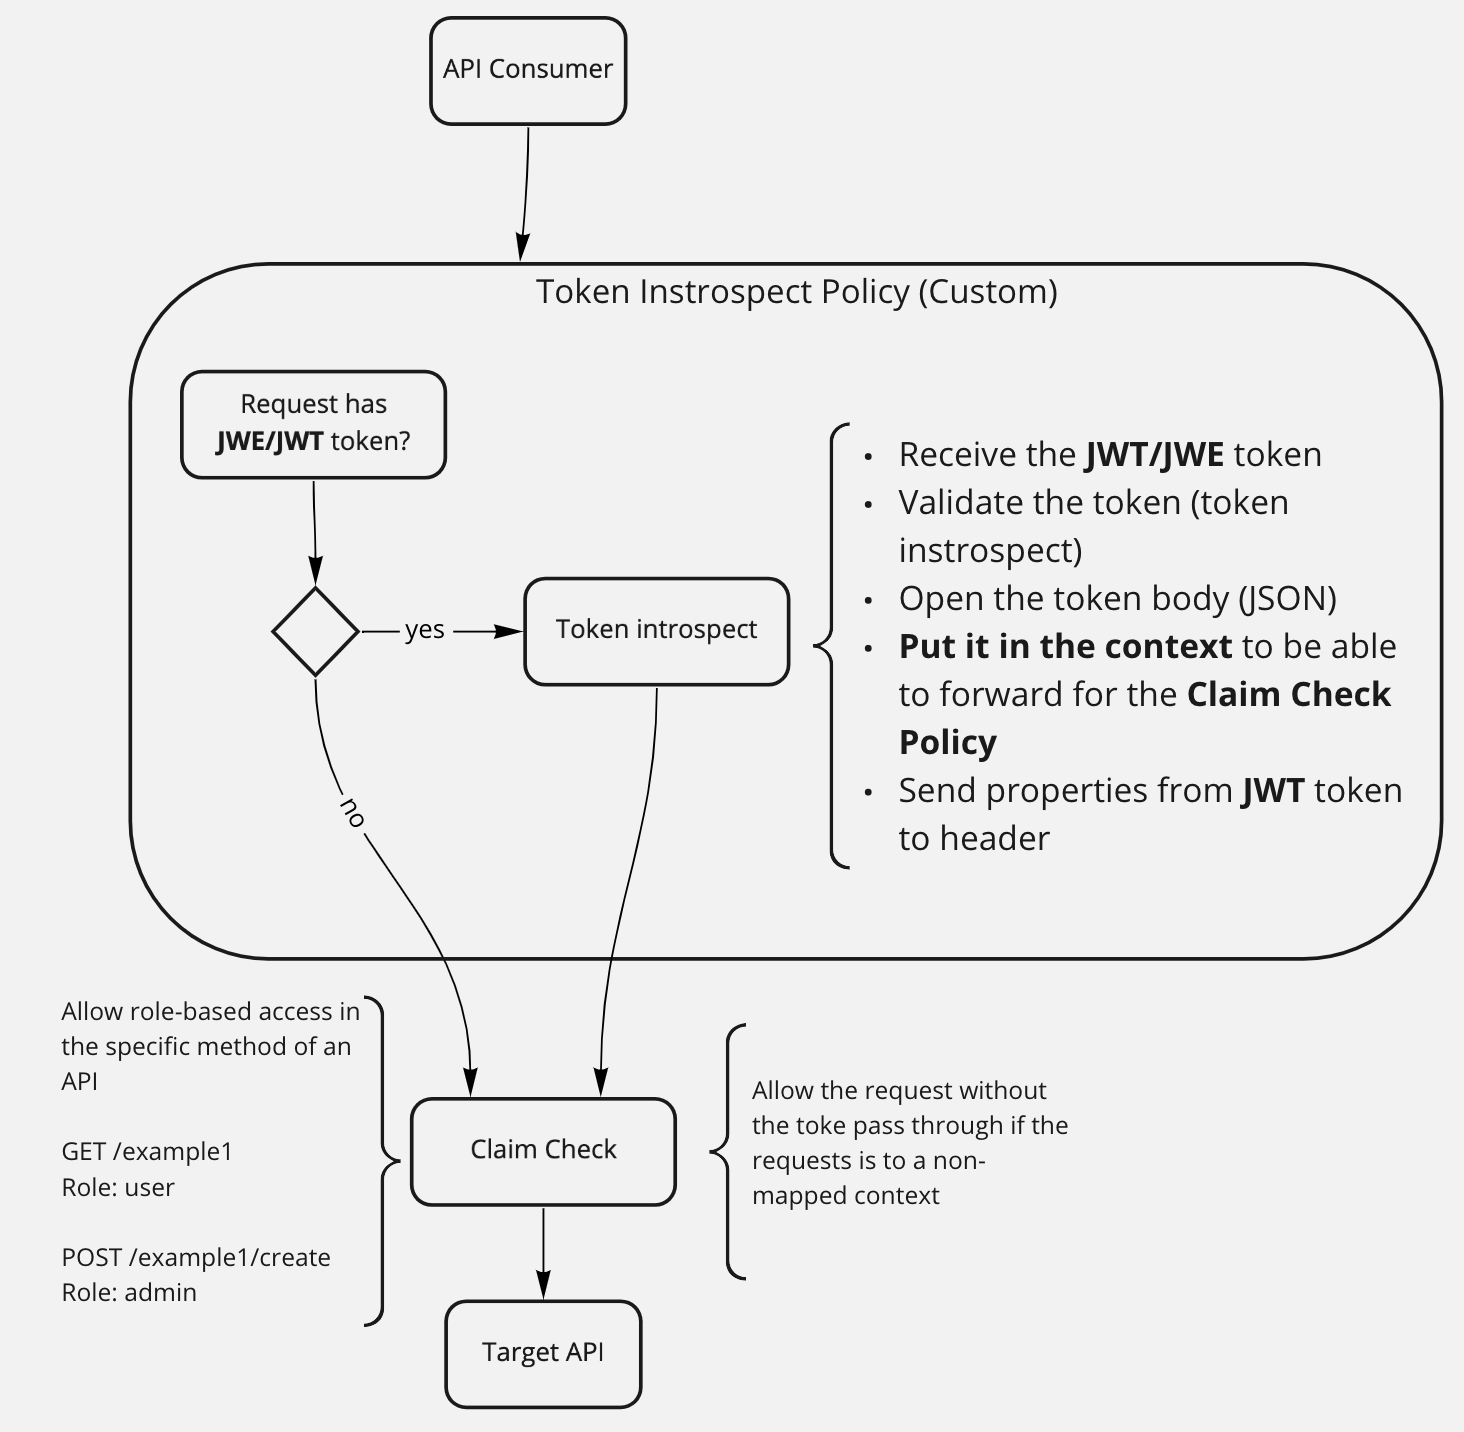 API Consumer
Token Instrospect Policy (Custom)
Request has
JWE/JWT token?
yes
Token introspect
no
• Receive the JWT/JWE token
• Validate the token (token
instrospect)
• Open the token body (JSON)
• Put it in the context to be able
to forward for the Claim Check
Policy
• Send properties from JWT token
to header
Allow role-based access in
the specific method of an
API
GET /example1
Role: user
POST /example1/create
Role: admin
Claim Check
Allow the request without
the toke pass through if the
requests is to a non-
mapped context
Target API